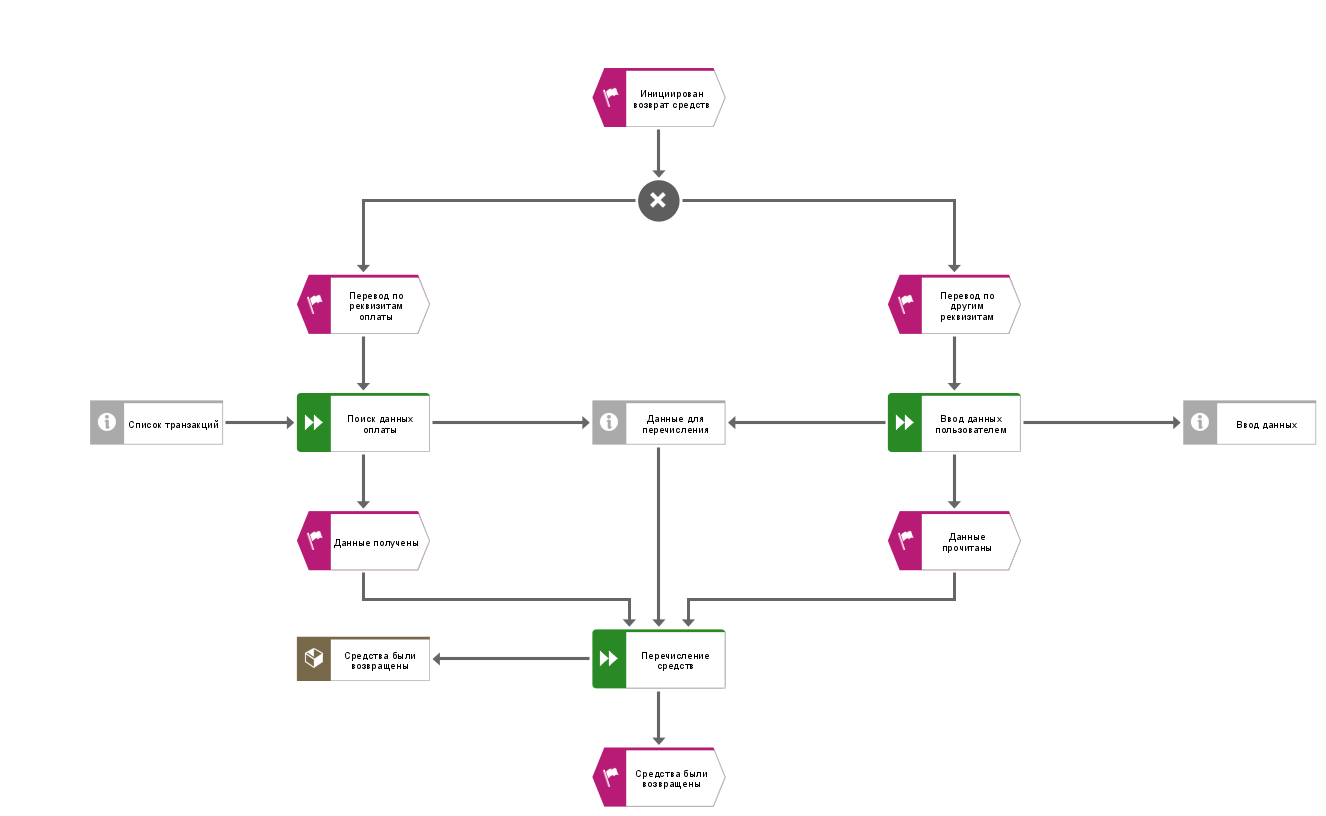 Инициирован
возврат средств
Перевод по
реквизитам
оплаты
Перевод по
другим
реквизитам
Список транзакций
Поиск данных
оплаты
Данные для
перечисления
Ввод данных
пользователем
Ввод данных
Данные получены
Данные
прочитаны
Средства были
возвращены
Перечисление
средств
Средства были
возвращены